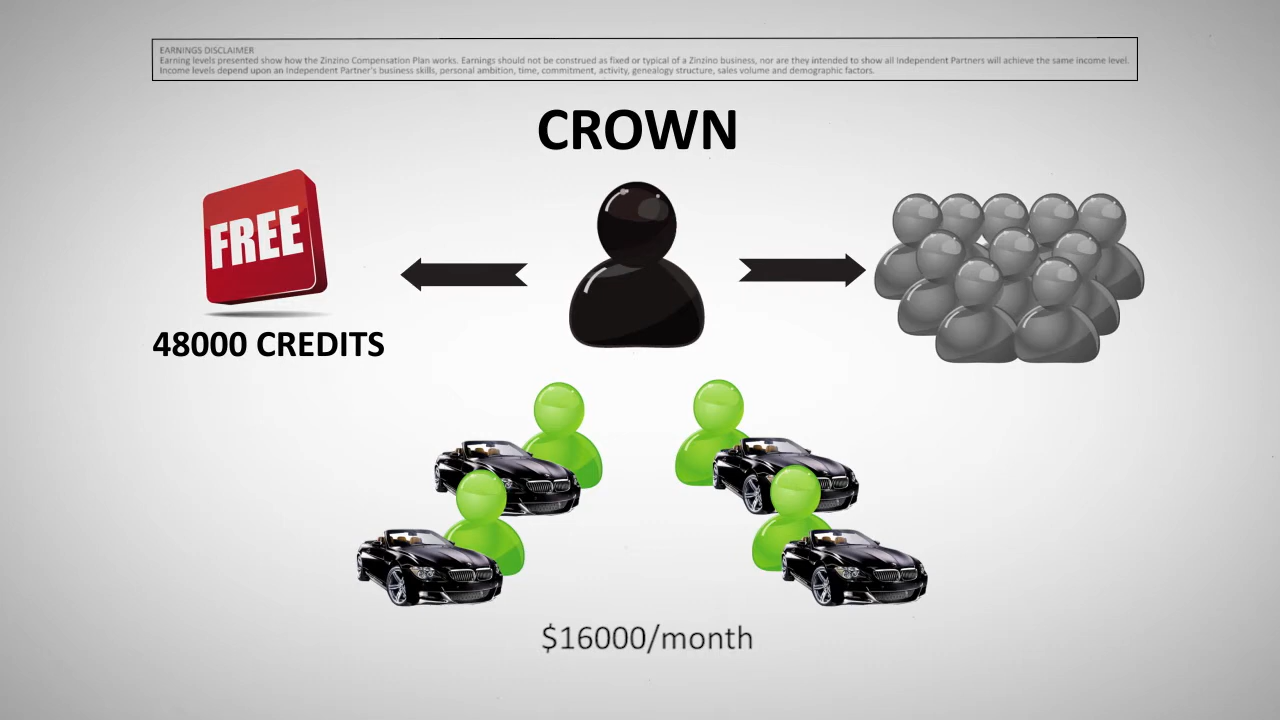 EARNINGS DISCLAIMER
Earning levels presented show how the Zinzino Compensation Plan works. Earnings should not be construed as fixed or typical of a Zinzino business, nor are they intended to show all Independent Partners will achieve the same income level.
Income levels depend upon an Independent Partner's business skills, personal ambition, time, commitment, activity, genealogy structure, sales volume and demographic factors.
CROWN
FREE
48000 CREDITS
$16000/month